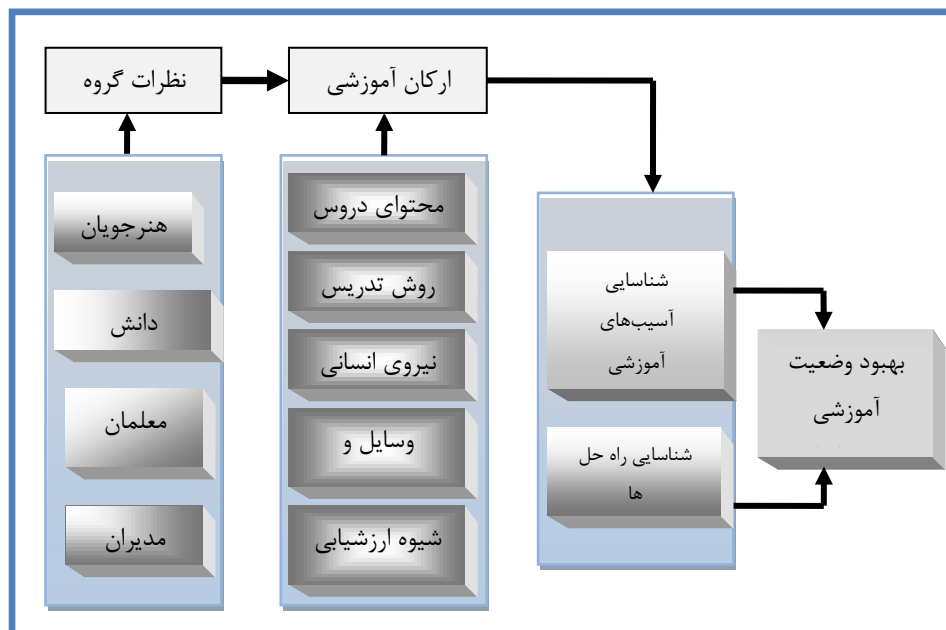 نظرات گروه
ارکان آموزشی
هنرجویان
دانش
معلمان
مدیران
محتوای دروس
روش تدریس
نیروی انسانی
وسایل و
شیوه ارزشیابی
شناسایی
آسیب‌های
آموزشی
شناسایی راه حل
ها
بهبود وضعیت
آموزشی